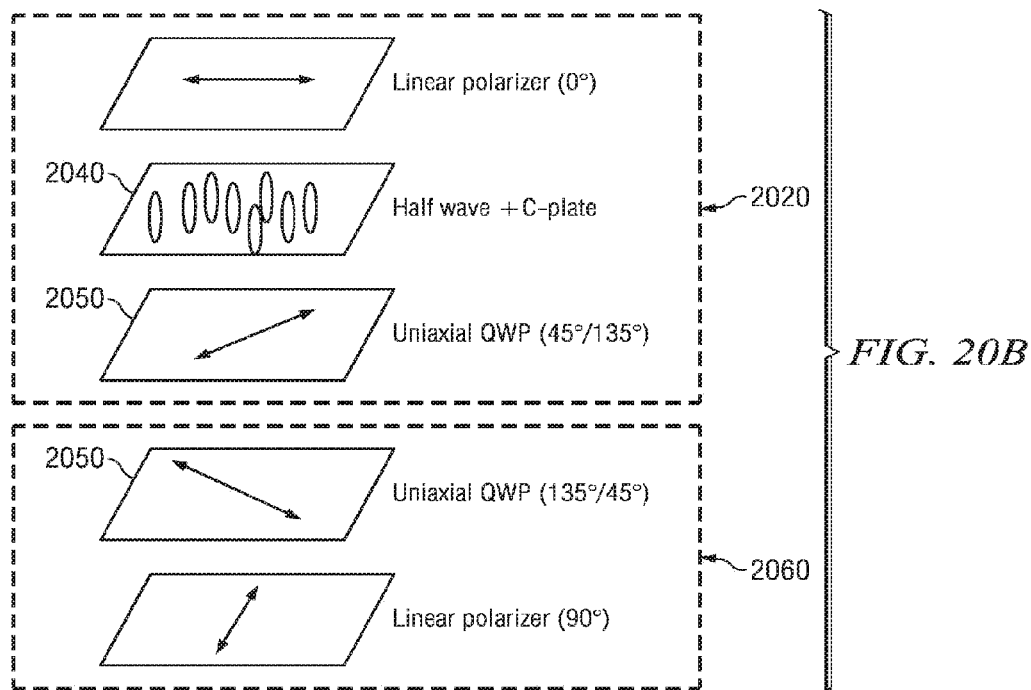 Linear polarizer (0°)
2040
Half wave + C-plate
2020
2050
Uniaxial QWP (45°/135°)
FIG. 20B
2050
Uniaxial QWP (135°/45°)
2060
Linear polarizer (90°)